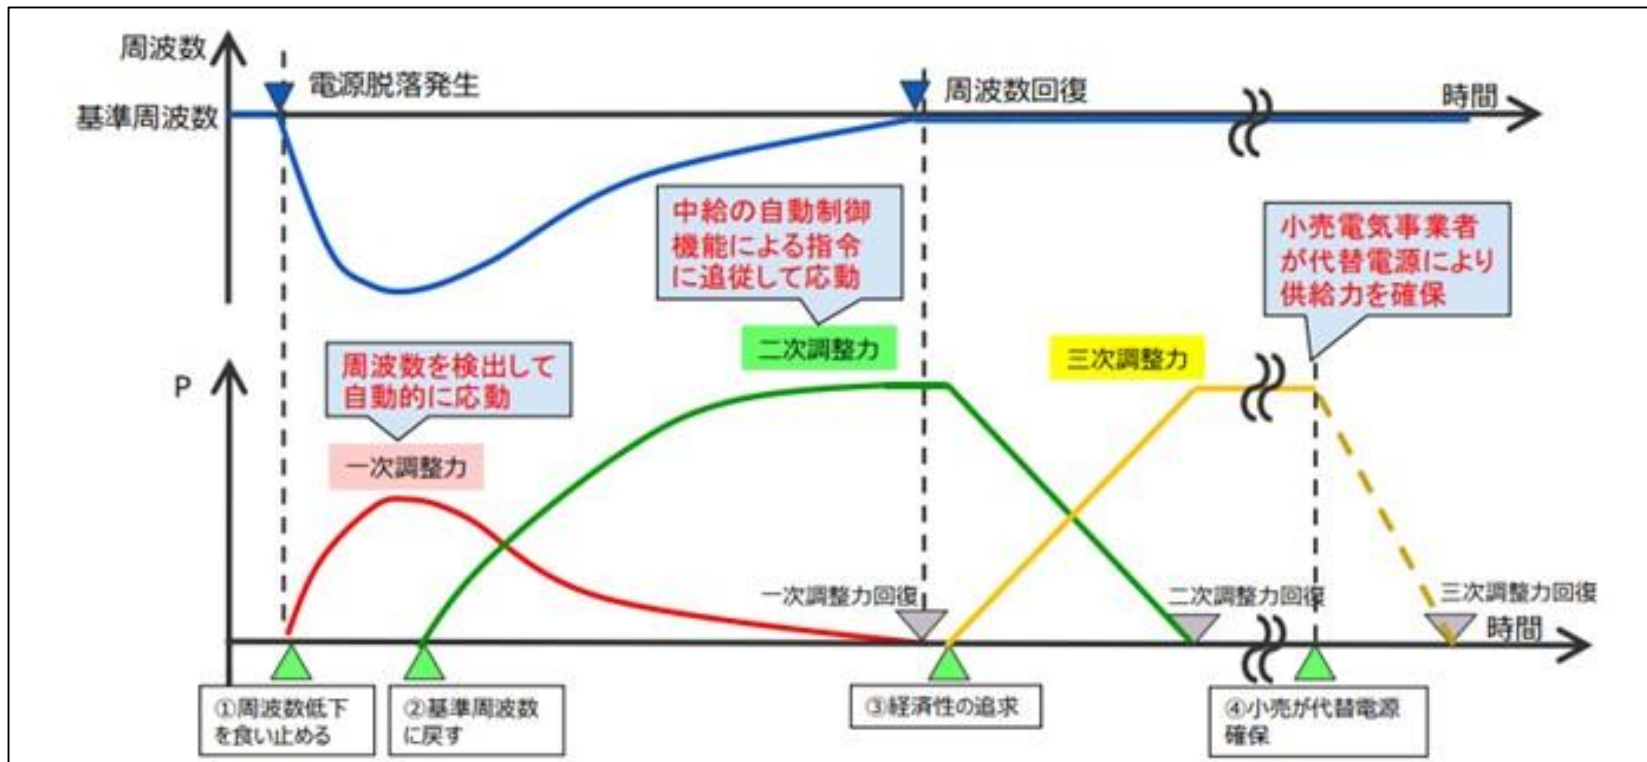 周波数
電源脱落発生
周波数回復
時間
基準周波数
中給の自動制御
機能による指令
に追従して応動
小売電気事業者
が代替電源により
供給力を確保
二次調整力
三次調整力
周波数を検出して
自動的に応動
P
一次調整力
一次調整力回復
二次調整力回復
三次調整力回復
時間
①周波数低下
を食い止める
②基準周波数
に戻す
③経済性の追求
④小売が代替電源
確保